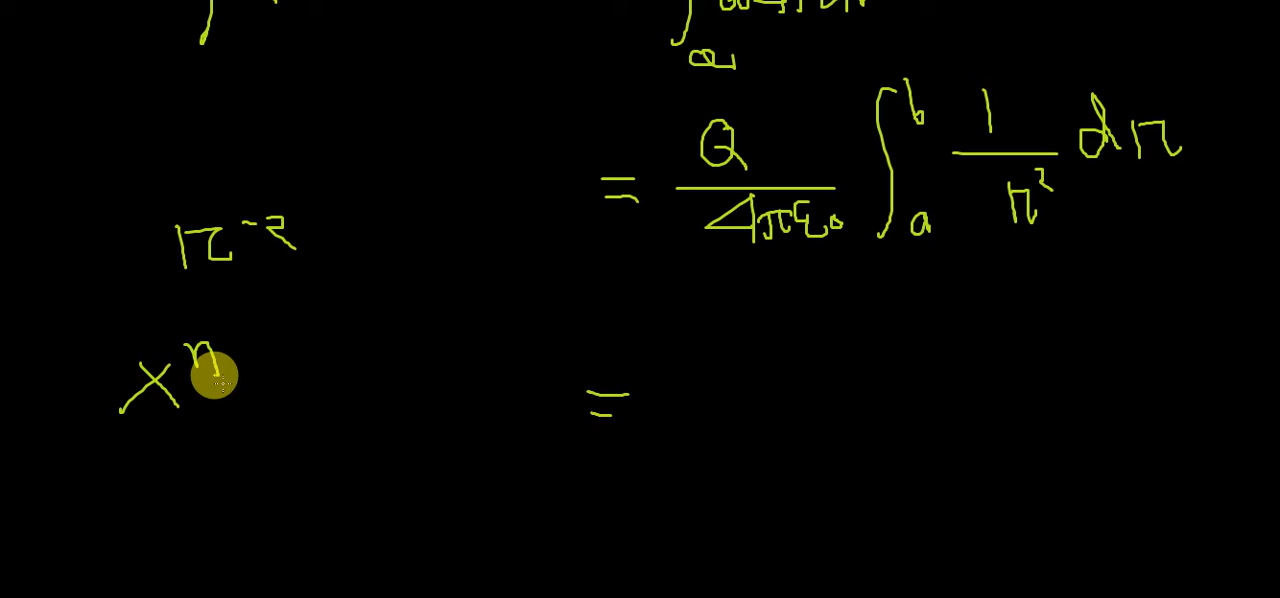 = Q / 4πε₀ ∫ₐᵇ 1 / r² dr
r⁻²
xⁿ
=